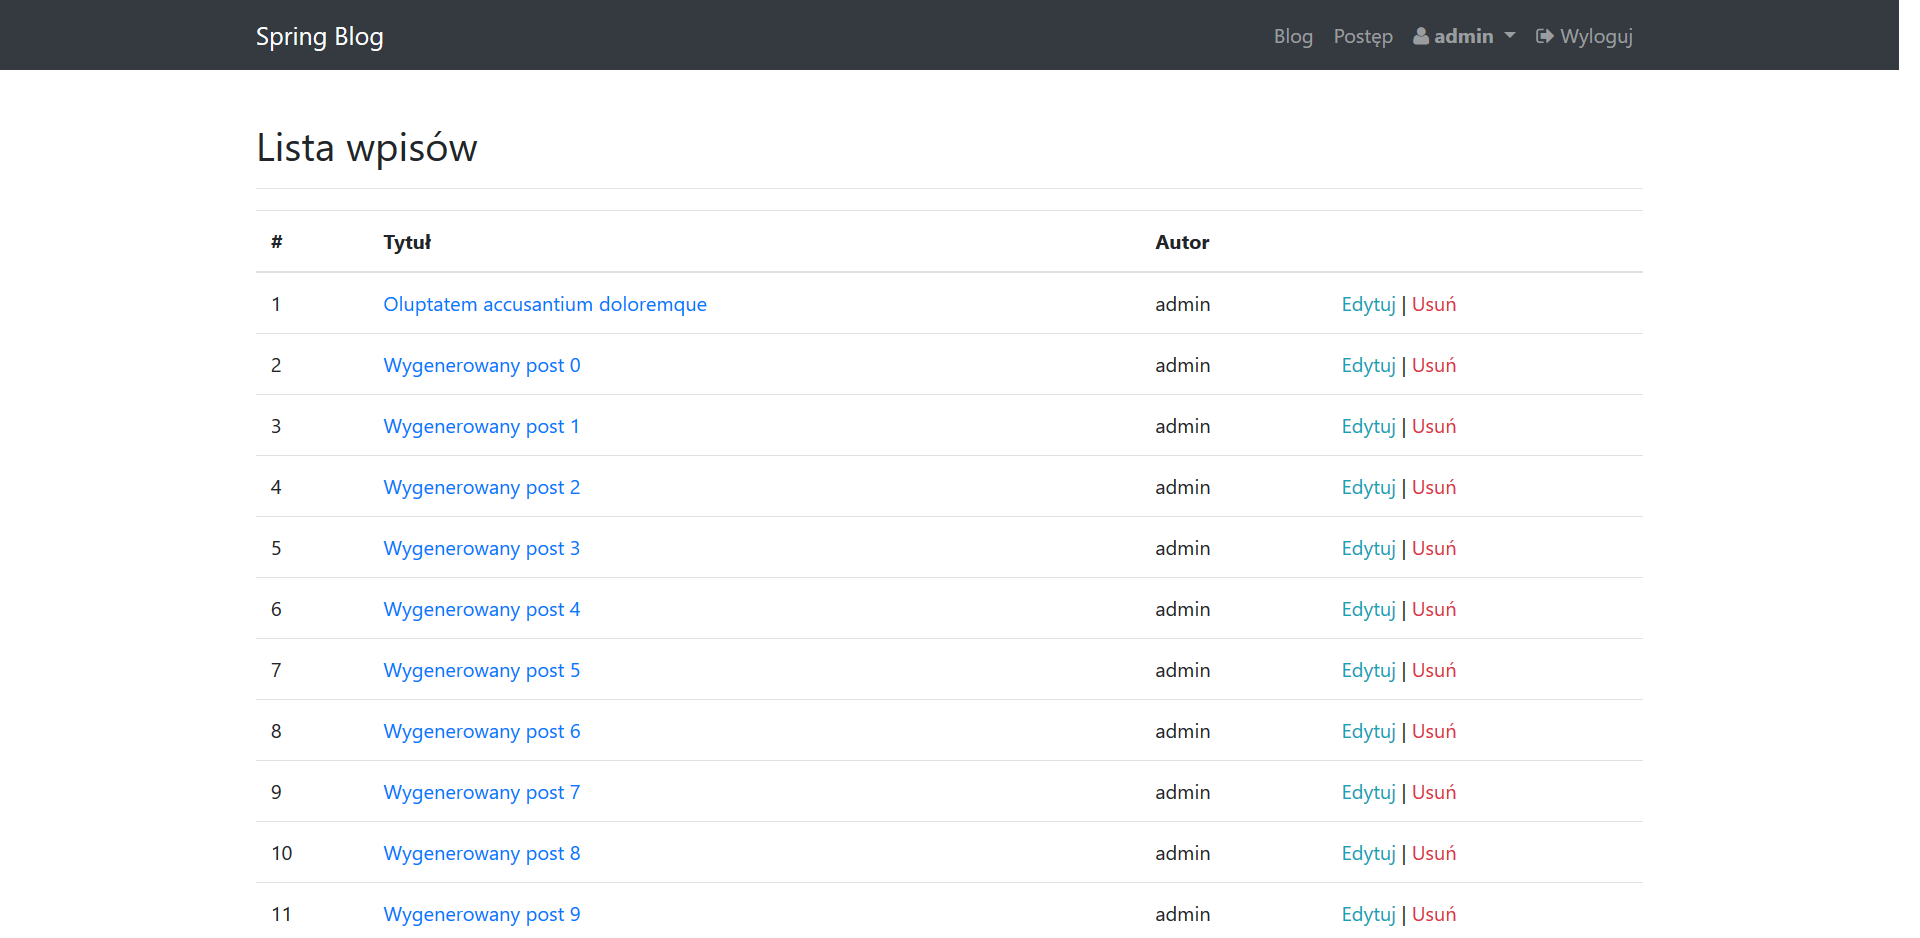 Spring Blog Blog Postęp admin Wyloguj
Lista wpisów
# Tytuł Autor
1 Oluptatem accusantium doloremque admin Edytuj | Usuń
2 Wygenerowany post 0 admin Edytuj | Usuń
3 Wygenerowany post 1 admin Edytuj | Usuń
4 Wygenerowany post 2 admin Edytuj | Usuń
5 Wygenerowany post 3 admin Edytuj | Usuń
6 Wygenerowany post 4 admin Edytuj | Usuń
7 Wygenerowany post 5 admin Edytuj | Usuń
8 Wygenerowany post 6 admin Edytuj | Usuń
9 Wygenerowany post 7 admin Edytuj | Usuń
10 Wygenerowany post 8 admin Edytuj | Usuń
11 Wygenerowany post 9 admin Edytuj | Usuń